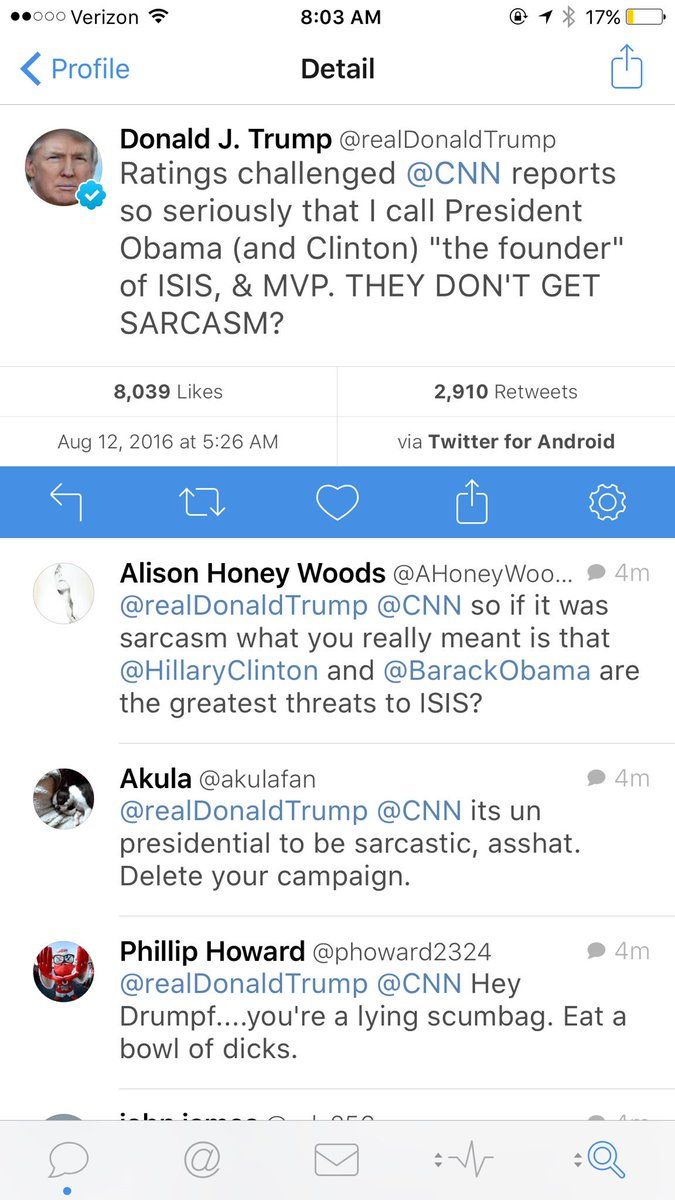 Verizon 8:03 AM 17%
Profile Detail
Donald J. Trump @realDonaldTrump
Ratings challenged @CNN reports
so seriously that I call President
Obama (and Clinton) "the founder"
of ISIS, & MVP. THEY DON'T GET
SARCASM?
8,039 Likes 2,910 Retweets
Aug 12, 2016 at 5:26 AM via Twitter for Android
Alison Honey Woods @AHoneyWoo... 4m
@realDonaldTrump @CNN so if it was
sarcasm what you really meant is that
@HillaryClinton and @BarackObama are
the greatest threats to ISIS?
Akula @akulafan 4m
@realDonaldTrump @CNN its un
presidential to be sarcastic, asshat.
Delete your campaign.
Phillip Howard @phoward2324 4m
@realDonaldTrump @CNN Hey
Drumpf....you're a lying scumbag. Eat a
bowl of dicks.